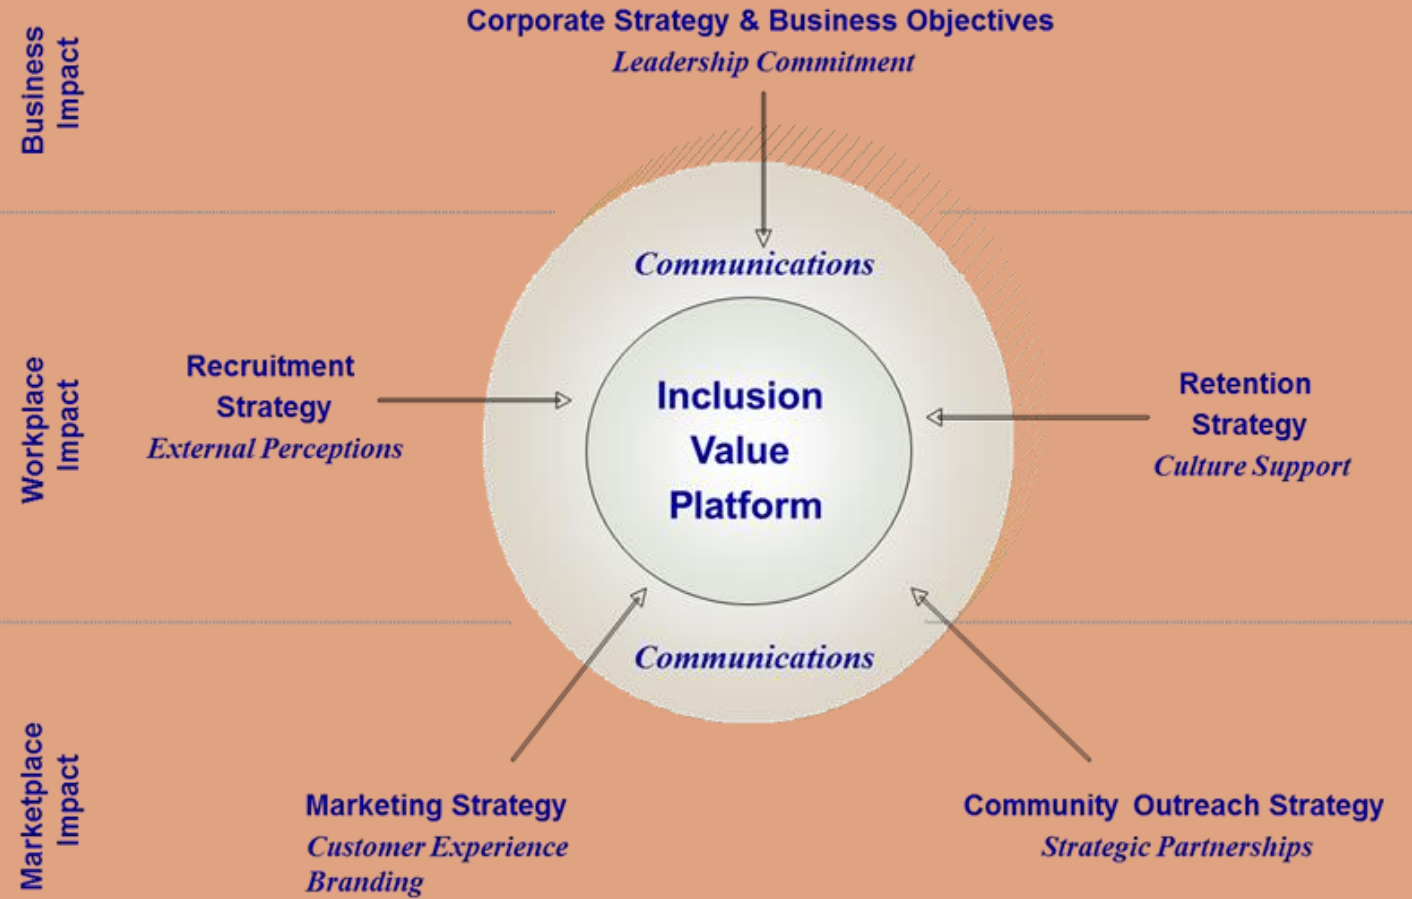 Business
Impact
Corporate Strategy & Business Objectives
Leadership Commitment
Communications
Workplace
Impact
Recruitment
Strategy
External Perceptions
Inclusion
Value
Platform
Retention
Strategy
Culture Support
Communications
Marketplace
Impact
Marketing Strategy
Customer Experience
Branding
Community Outreach Strategy
Strategic Partnerships